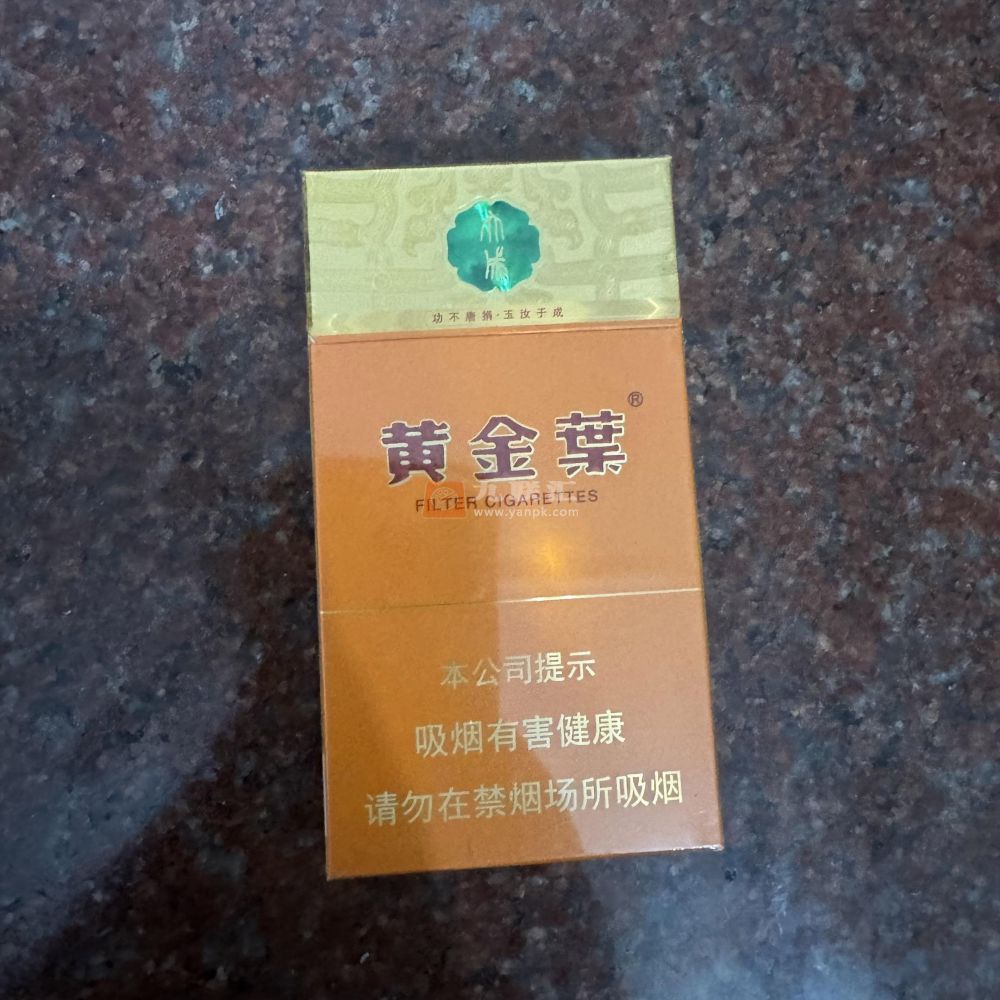 功不唐捐·玉汝于成
黄金葉®
FILTER CIGARETTES
www.yanpk.com
本公司提示
吸烟有害健康
请勿在禁烟场所吸烟